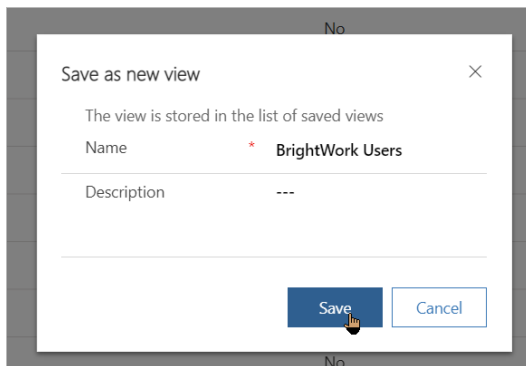 No
Save as new view
The view is stored in the list of saved views
Name * BrightWork Users
Description ---
Save Cancel
No